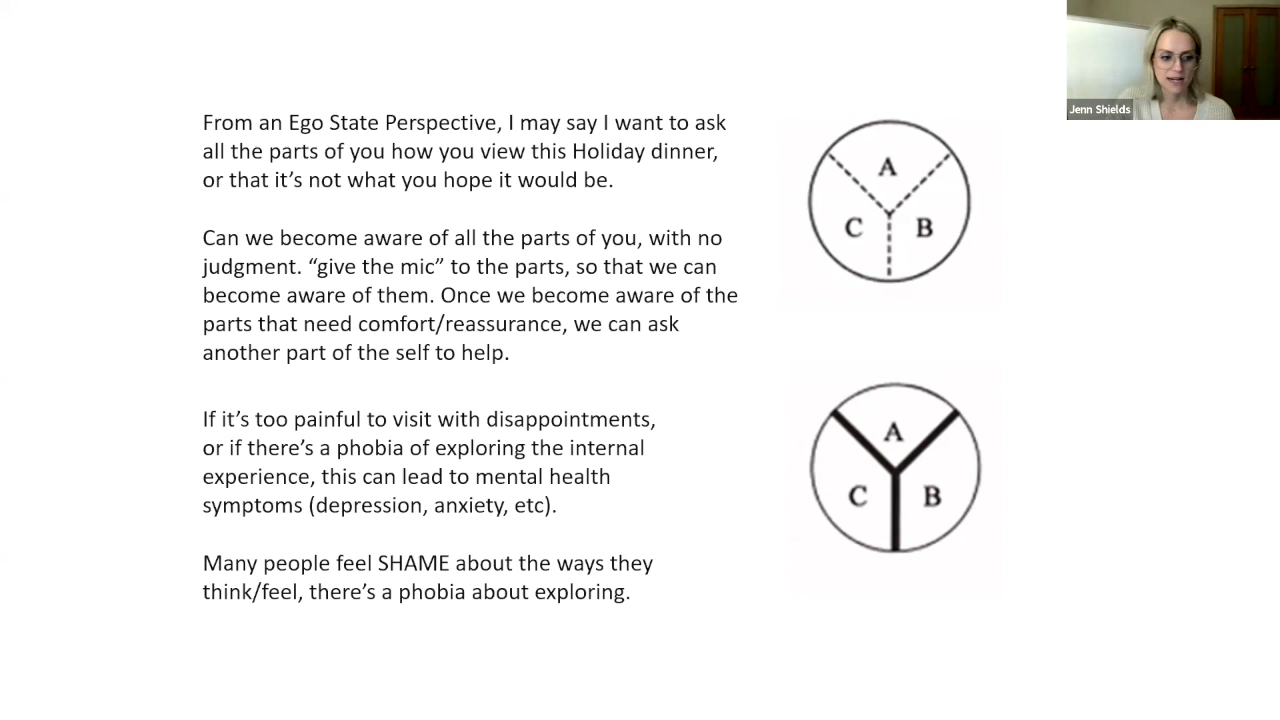 From an Ego State Perspective, I may say I want to ask
all the parts of you how you view this Holiday dinner,
or that it’s not what you hope it would be.
Can we become aware of all the parts of you, with no
judgment. “give the mic” to the parts, so that we can
become aware of them. Once we become aware of the
parts that need comfort/reassurance, we can ask
another part of the self to help.
If it’s too painful to visit with disappointments,
or if there’s a phobia of exploring the internal
experience, this can lead to mental health
symptoms (depression, anxiety, etc).
Many people feel SHAME about the ways they
think/feel, there’s a phobia about exploring.
A
C B
A
C B
Jenn Shields